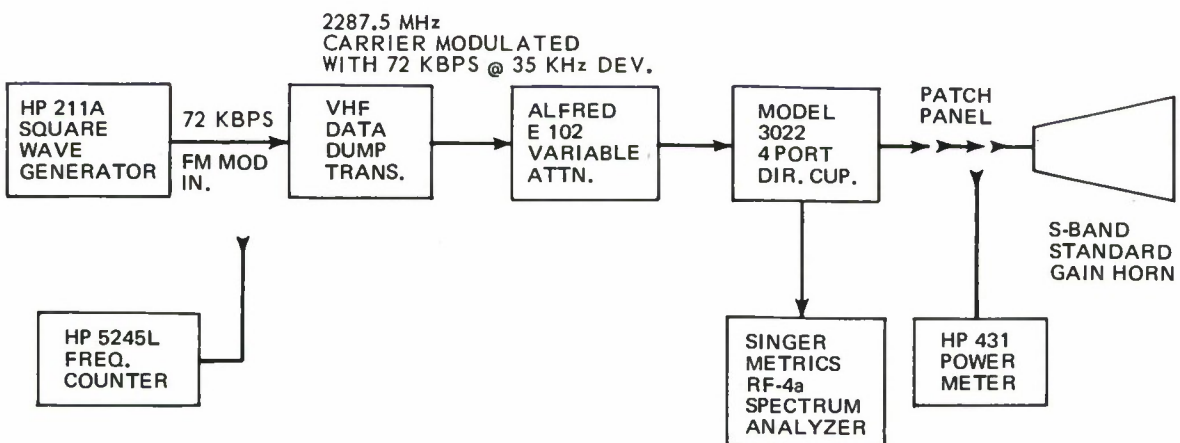 2287.5 MHz
CARRIER MODULATED
WITH 72 KBPS @ 35 KHz DEV.
HP 211A
SQUARE
WAVE
GENERATOR
72 KBPS
FM MOD
IN.
VHF
DATA
DUMP
TRANS.
ALFRED
E 102
VARIABLE
ATTN.
MODEL
3022
4 PORT
DIR. CUP.
PATCH
PANEL
S-BAND
STANDARD
GAIN HORN
HP 5245L
FREQ.
COUNTER
SINGER
METRICS
RF-4a
SPECTRUM
ANALYZER
HP 431
POWER
METER